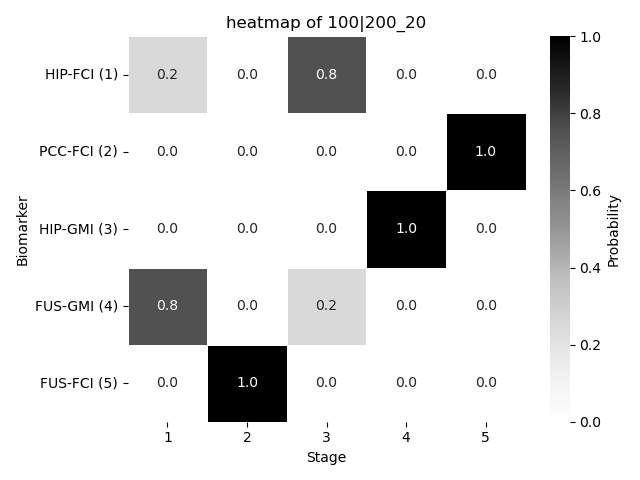 heatmap of 100|200_20
HIP-FCI (1) 0.2 0.0 0.8 0.0 0.0
PCC-FCI (2) 0.0 0.0 0.0 0.0 1.0
HIP-GMI (3) 0.0 0.0 0.0 1.0 0.0
FUS-GMI (4) 0.8 0.0 0.2 0.0 0.0
FUS-FCI (5) 0.0 1.0 0.0 0.0 0.0
1 2 3 4 5
Stage
Biomarker
1.0
0.8
0.6
0.4
0.2
0.0
Probability